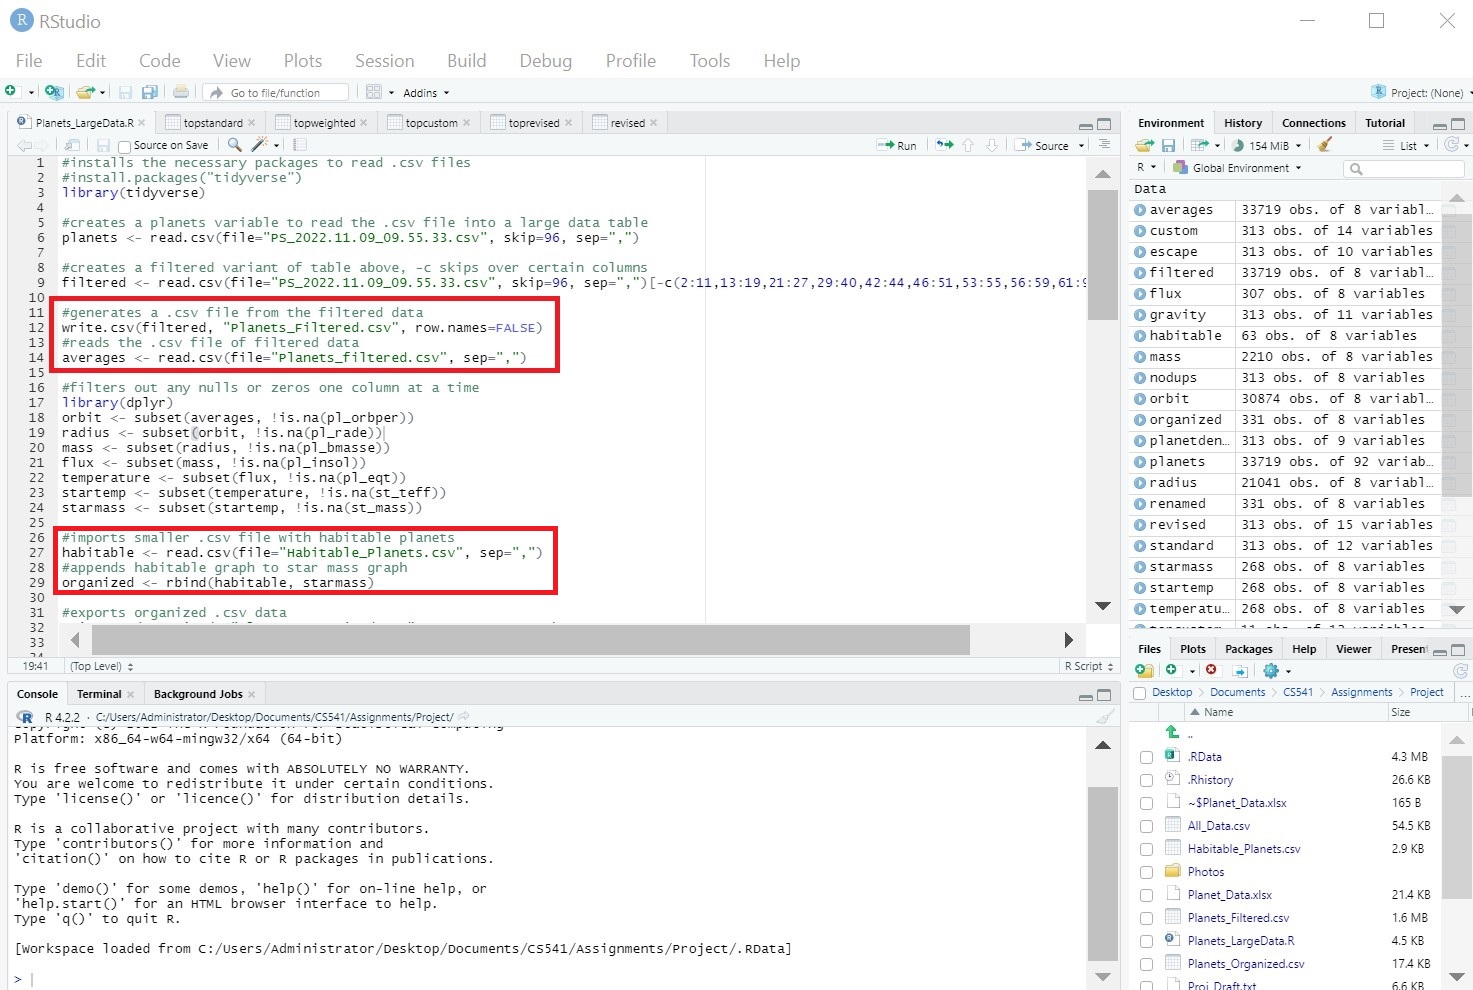 RStudio
File Edit Code View Plots Session Build Debug Profile Tools Help
Go to file/function Addins Project: (None)
Planets_LargeData.R topstandard topweighted topcustom toprevised revised
Source on Save Run Source
1 #installs the necessary packages to read .csv files
2 #install.packages("tidyverse")
3 library(tidyverse)
4
5 #creates a planets variable to read the .csv file into a large data table
6 planets <- read.csv(file="PS_2022.11.09_09.55.33.csv", skip=96, sep=",")
7
8 #creates a filtered variant of table above, -c skips over certain columns
9 filtered <- read.csv(file="PS_2022.11.09_09.55.33.csv", skip=96, sep=",")[-c(2:11,13:19,21:27,29:40,42:44,46:51,53:55,56:59,61:9
10
11 #generates a .csv file from the filtered data
12 write.csv(filtered, "Planets_Filtered.csv", row.names=FALSE)
13 #reads the .csv file of filtered data
14 averages <- read.csv(file="Planets_filtered.csv", sep=",")
15
16 #filters out any nulls or zeros one column at a time
17 library(dplyr)
18 orbit <- subset(averages, !is.na(pl_orbper))
19 radius <- subset(orbit, !is.na(pl_rade))
20 mass <- subset(radius, !is.na(pl_bmasse))
21 flux <- subset(mass, !is.na(pl_insol))
22 temperature <- subset(flux, !is.na(pl_eqt))
23 startemp <- subset(temperature, !is.na(st_teff))
24 starmass <- subset(startemp, !is.na(st_mass))
25
26 #imports smaller .csv file with habitable planets
27 habitable <- read.csv(file="Habitable_Planets.csv", sep=",")
28 #appends habitable graph to star mass graph
29 organized <- rbind(habitable, starmass)
30
31 #exports organized .csv data
32
33
34
19:41 (Top Level) R Script
Console Terminal Background Jobs
R 4.2.2 · C:/Users/Administrator/Desktop/Documents/CS541/Assignments/Project/
Platform: x86_64-w64-mingw32/x64 (64-bit)
R is free software and comes with ABSOLUTELY NO WARRANTY.
You are welcome to redistribute it under certain conditions.
Type 'license()' or 'licence()' for distribution details.
R is a collaborative project with many contributors.
Type 'contributors()' for more information and
'citation()' on how to cite R or R packages in publications.
Type 'demo()' for some demos, 'help()' for on-line help, or
'help.start()' for an HTML browser interface to help.
Type 'q()' to quit R.
[Workspace loaded from C:/Users/Administrator/Desktop/Documents/CS541/Assignments/Project/.RData]
>
Environment History Connections Tutorial
154 MiB List
R Global Environment
Data
averages 33719 obs. of 8 variabl…
custom 313 obs. of 14 variables
escape 313 obs. of 10 variables
filtered 33719 obs. of 8 variabl…
flux 307 obs. of 8 variables
gravity 313 obs. of 11 variables
habitable 63 obs. of 8 variables
mass 2210 obs. of 8 variables
nodups 313 obs. of 8 variables
orbit 30874 obs. of 8 variabl…
organized 331 obs. of 8 variables
planetden… 313 obs. of 9 variables
planets 33719 obs. of 92 variab…
radius 21041 obs. of 8 variabl…
renamed 331 obs. of 8 variables
revised 313 obs. of 15 variables
standard 313 obs. of 12 variables
starmass 268 obs. of 8 variables
startemp 268 obs. of 8 variables
temperatu… 268 obs. of 8 variables
Files Plots Packages Help Viewer Presen
Desktop Documents CS541 Assignments Project ...
Name Size
..
.RData 4.3 MB
.Rhistory 26.6 KB
~$Planet_Data.xlsx 165 B
All_Data.csv 54.5 KB
Habitable_Planets.csv 2.9 KB
Photos
Planet_Data.xlsx 21.4 KB
Planets_Filtered.csv 1.6 MB
Planets_LargeData.R 4.5 KB
Planets_Organized.csv 17.4 KB
Proj_Draft.txt 6.6 KB